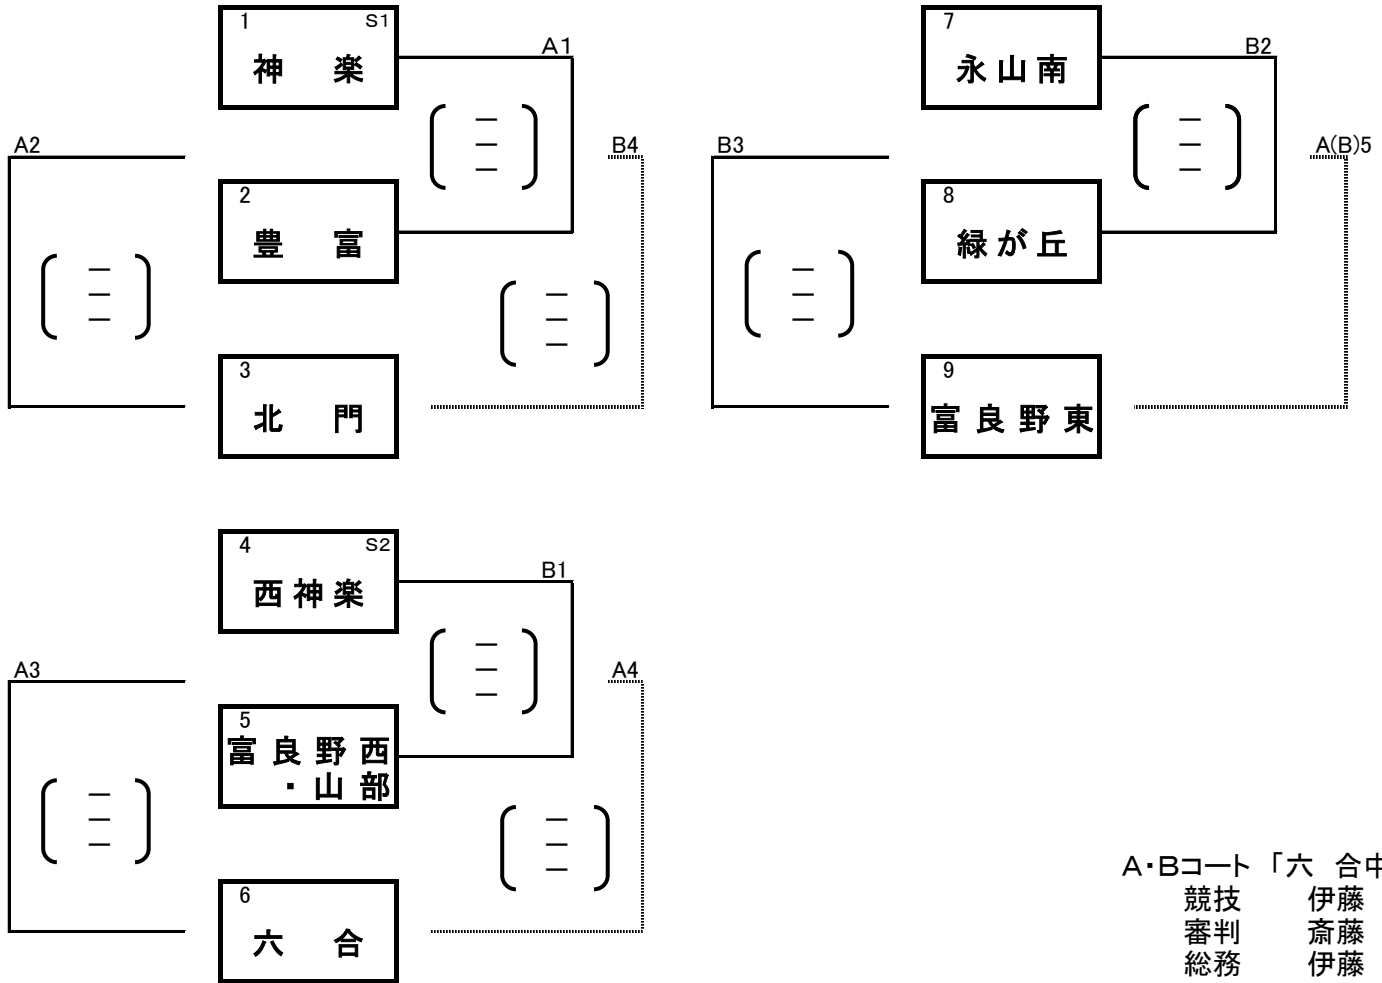 1 S1
神 楽
A1
7
永山南
B2
A2
B4
B3
A(B)5
2
豊 富
8
緑が丘
3
北 門
9
富良野東
4 S2
西神楽
B1
A3
A4
5
富良野西
・山部
6
六 合
A・Bコート 「六 合中
競技 伊藤
審判 斎藤
総務 伊藤